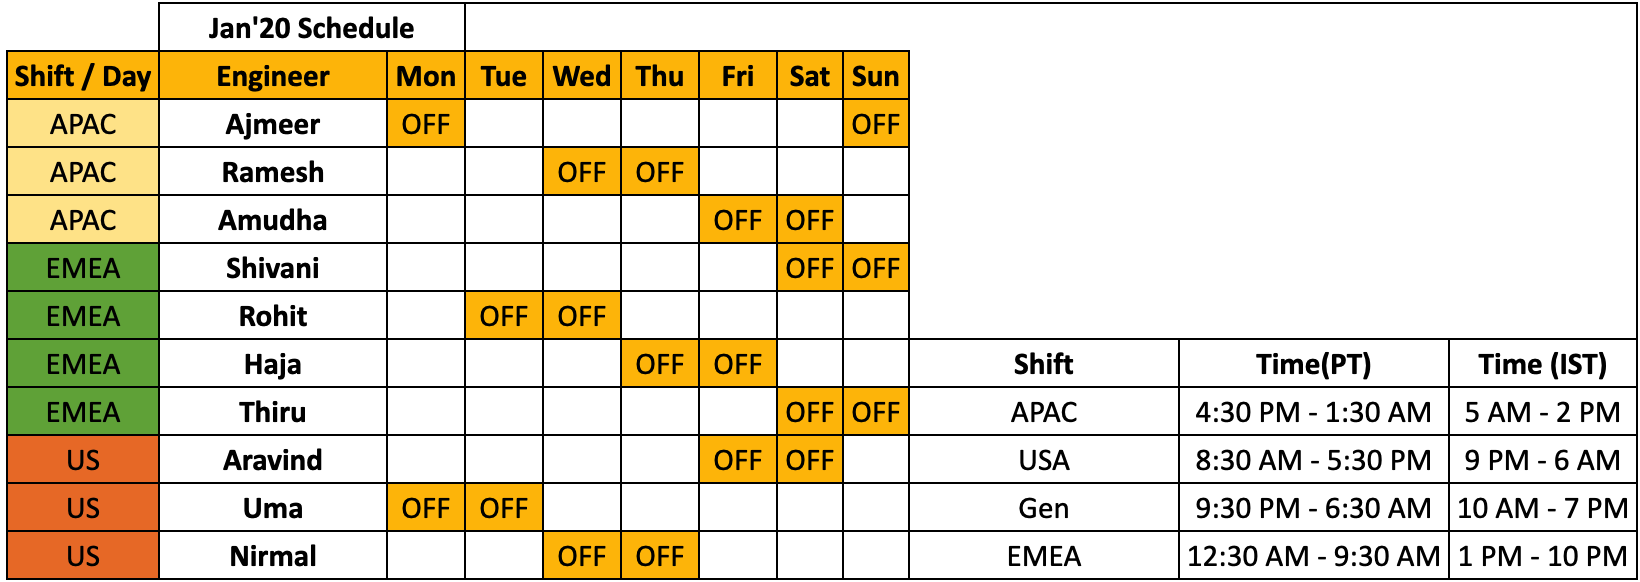 Jan'20 Schedule
Shift / Day Engineer Mon Tue Wed Thu Fri Sat Sun
APAC Ajmeer OFF OFF
APAC Ramesh OFF OFF
APAC Amudha OFF OFF
EMEA Shivani OFF OFF
EMEA Rohit OFF OFF
EMEA Haja OFF OFF Shift Time(PT) Time (IST)
EMEA Thiru OFF OFF APAC 4:30 PM - 1:30 AM 5 AM - 2 PM
US Aravind OFF OFF USA 8:30 AM - 5:30 PM 9 PM - 6 AM
US Uma OFF OFF Gen 9:30 PM - 6:30 AM 10 AM - 7 PM
US Nirmal OFF OFF EMEA 12:30 AM - 9:30 AM 1 PM - 10 PM